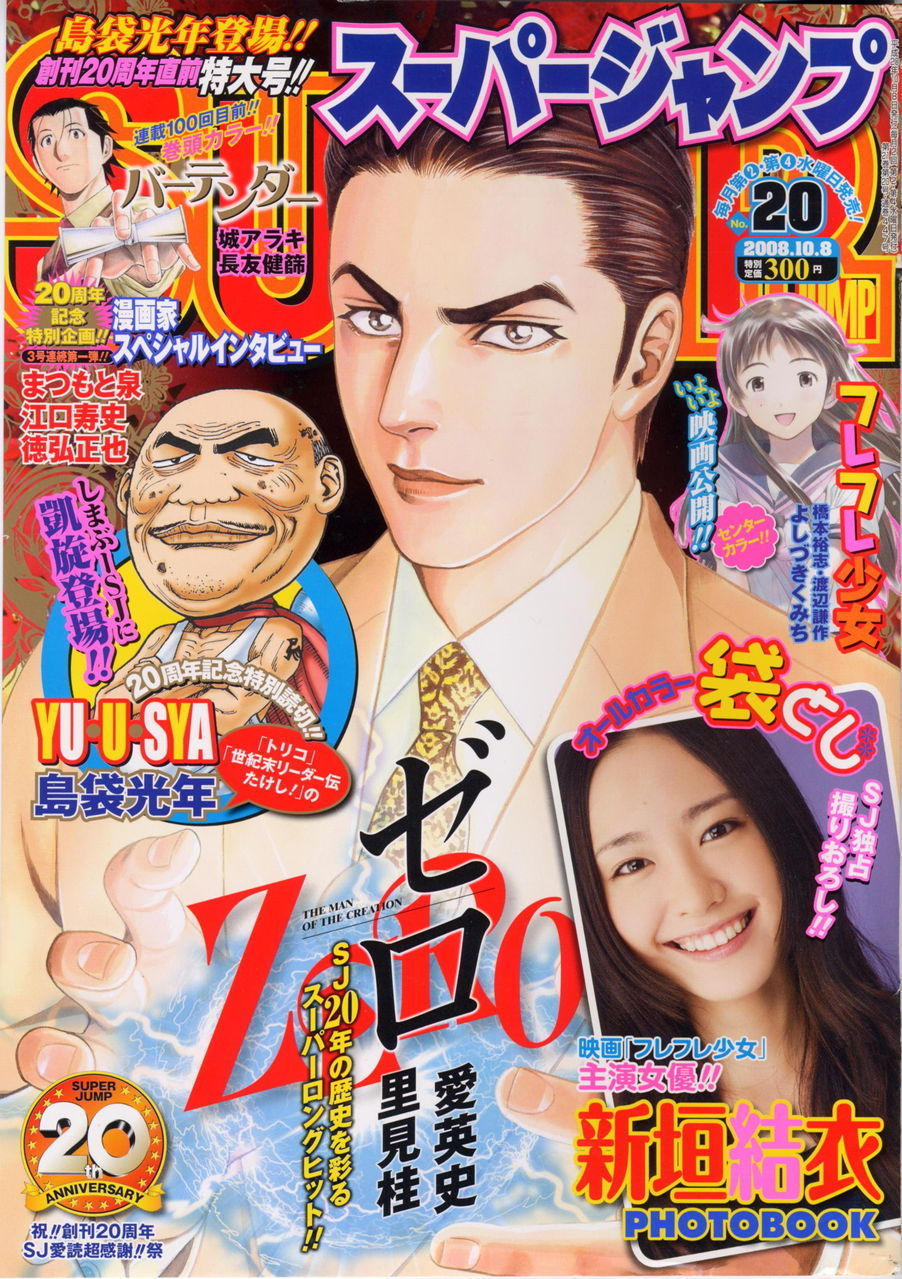 島袋光年登場!!
創刊20周年直前特大号!!
スーパージャンプ
SUPER
JUMP
連載100回目前!!
巻頭カラー!!
バーテンダー
城アラキ
長友健篩
毎月第2・第4水曜日発売!
No.20
2008.10.8
特別定価300円
20周年
記念
特別企画!!
3号連続第一弾!!
漫画家
スペシャルインタビュー
まつもと泉
江口寿史
徳弘正也
いよいよ映画公開!!
フレフレ少女
センターカラー!!
橋本裕志・渡辺謙作
よしづきくみち
しまぶーSJに
凱旋登場!!
20周年記念特別読切!!
YU・U・SYA
「トリコ」
「世紀末リーダー伝
たけし!」の
島袋光年
オールカラー袋とじ
SJ独占
撮りおろし!!
ゼロ
ZeRo
THE MAN
OF THE CREATION
SJ20年の歴史を彩る
スーパーロングヒット!!
愛英史
里見桂
映画「フレフレ少女」
主演女優!!
新垣結衣
PHOTOBOOK
SUPER
JUMP
20th
ANNIVERSARY
祝!!創刊20周年
SJ愛読超感謝!!祭